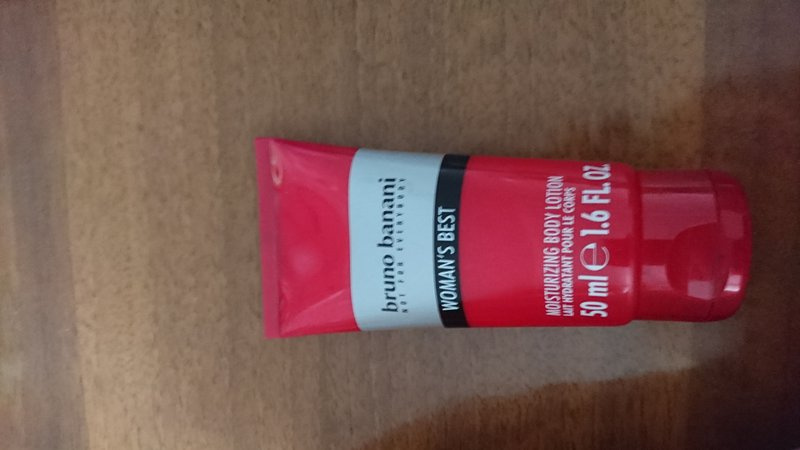 bruno banani
NOT FOR EVERYBODY
WOMAN'S BEST
MOISTURIZING BODY LOTION
LAIT HYDRATANT POUR LE CORPS
50 ml ℮ 1.6 FL. OZ.